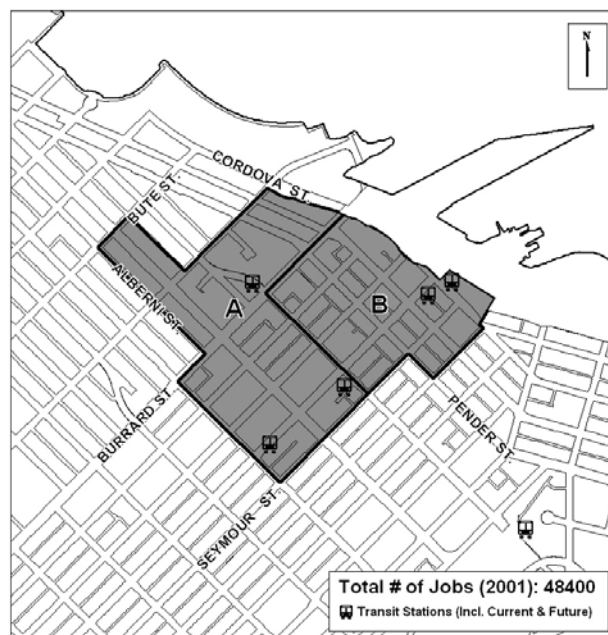 N
CORDOVA ST.
BUTE ST.
ALBERNI ST.
A
B
BURRARD ST.
PENDER ST.
SEYMOUR ST.
Total # of Jobs (2001): 48400
Transit Stations (Incl. Current & Future)